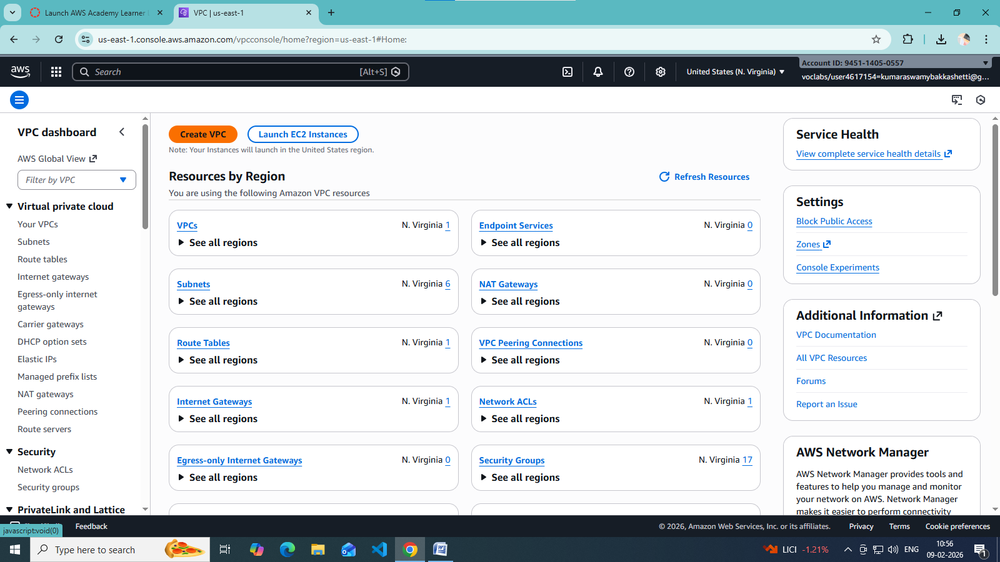 Launch AWS Academy Learner
VPC | us-east-1
us-east-1.console.aws.amazon.com/vpcconsole/home?region=us-east-1#Home:
aws
Search
[Alt+S]
United States (N. Virginia)
Account ID: 9451-1405-0557
voclabs/user4617154=kumaraswamybakkashetti@g...
VPC dashboard
AWS Global View
Filter by VPC
Virtual private cloud
Your VPCs
Subnets
Route tables
Internet gateways
Egress-only internet
gateways
Carrier gateways
DHCP option sets
Elastic IPs
Managed prefix lists
NAT gateways
Peering connections
Route servers
Security
Network ACLs
Security groups
PrivateLink and Lattice
Create VPC
Launch EC2 Instances
Note: Your Instances will launch in the United States region.
Resources by Region
Refresh Resources
You are using the following Amazon VPC resources
VPCs
N. Virginia 1
See all regions
Endpoint Services
N. Virginia 0
See all regions
Subnets
N. Virginia 6
See all regions
NAT Gateways
N. Virginia 0
See all regions
Route Tables
N. Virginia 1
See all regions
VPC Peering Connections
N. Virginia 0
See all regions
Internet Gateways
N. Virginia 1
See all regions
Network ACLs
N. Virginia 1
See all regions
Egress-only Internet Gateways
N. Virginia 0
See all regions
Security Groups
N. Virginia 17
See all regions
Service Health
View complete service health details
Settings
Block Public Access
Zones
Console Experiments
Additional Information
VPC Documentation
All VPC Resources
Forums
Report an Issue
AWS Network Manager
AWS Network Manager provides tools and
features to help you manage and monitor
your network on AWS. Network Manager
makes it easier to perform connectivity
javascript:void(0)
Feedback
© 2026, Amazon Web Services, Inc. or its affiliates.
Privacy
Terms
Cookie preferences
Type here to search
LICI -1.21%
ENG
10:56
09-02-2026
1